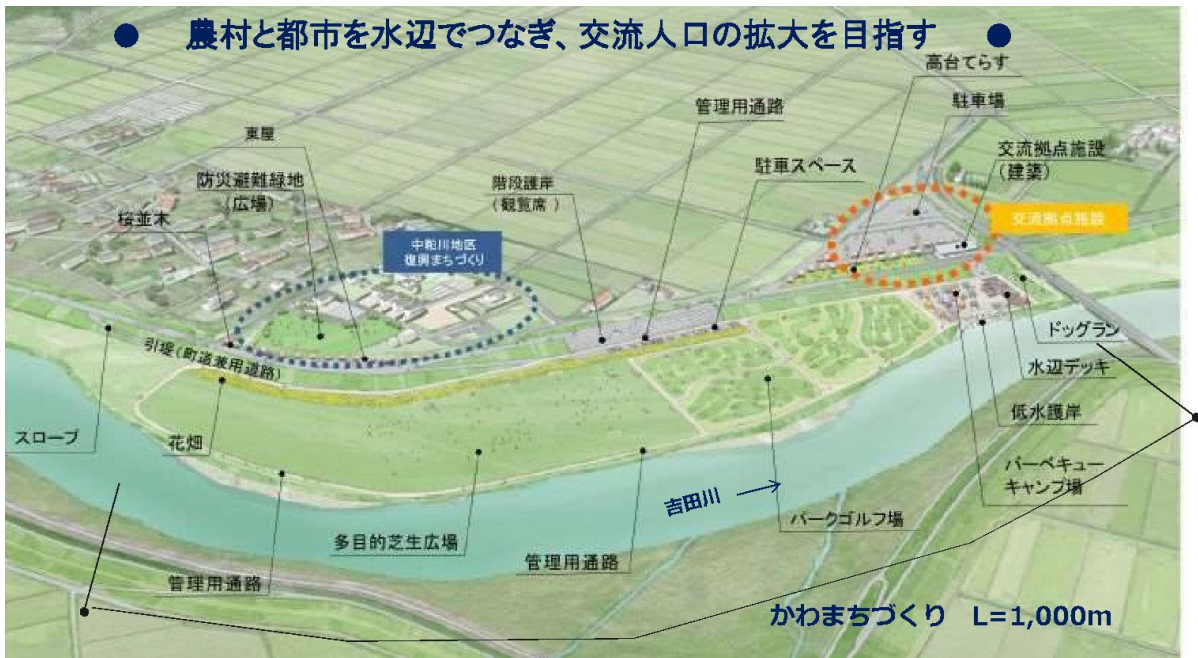 ● 農村と都市を水辺でつなぎ、交流人口の拡大を目指す ●
高台てらす
駐車場
管理用通路
東屋
交流拠点施設
(建築)
駐車スペース
防災避難緑地
(広場)
階段護岸
(観覧席)
桜並木
交流拠点施設
中粕川地区
復興まちづくり
引堤(町道兼用道路)
ドッグラン
水辺デッキ
低水護岸
スロープ
花畑
バーベキュー
キャンプ場
吉田川
パークゴルフ場
多目的芝生広場
管理用通路
管理用通路
かわまちづくり L=1,000m